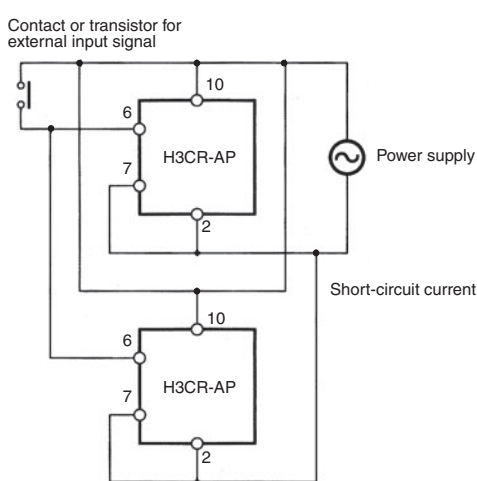 Contact or transistor for
external input signal
10
6
H3CR-AP
Power supply
7
2
Short-circuit current
10
6
H3CR-AP
7
2